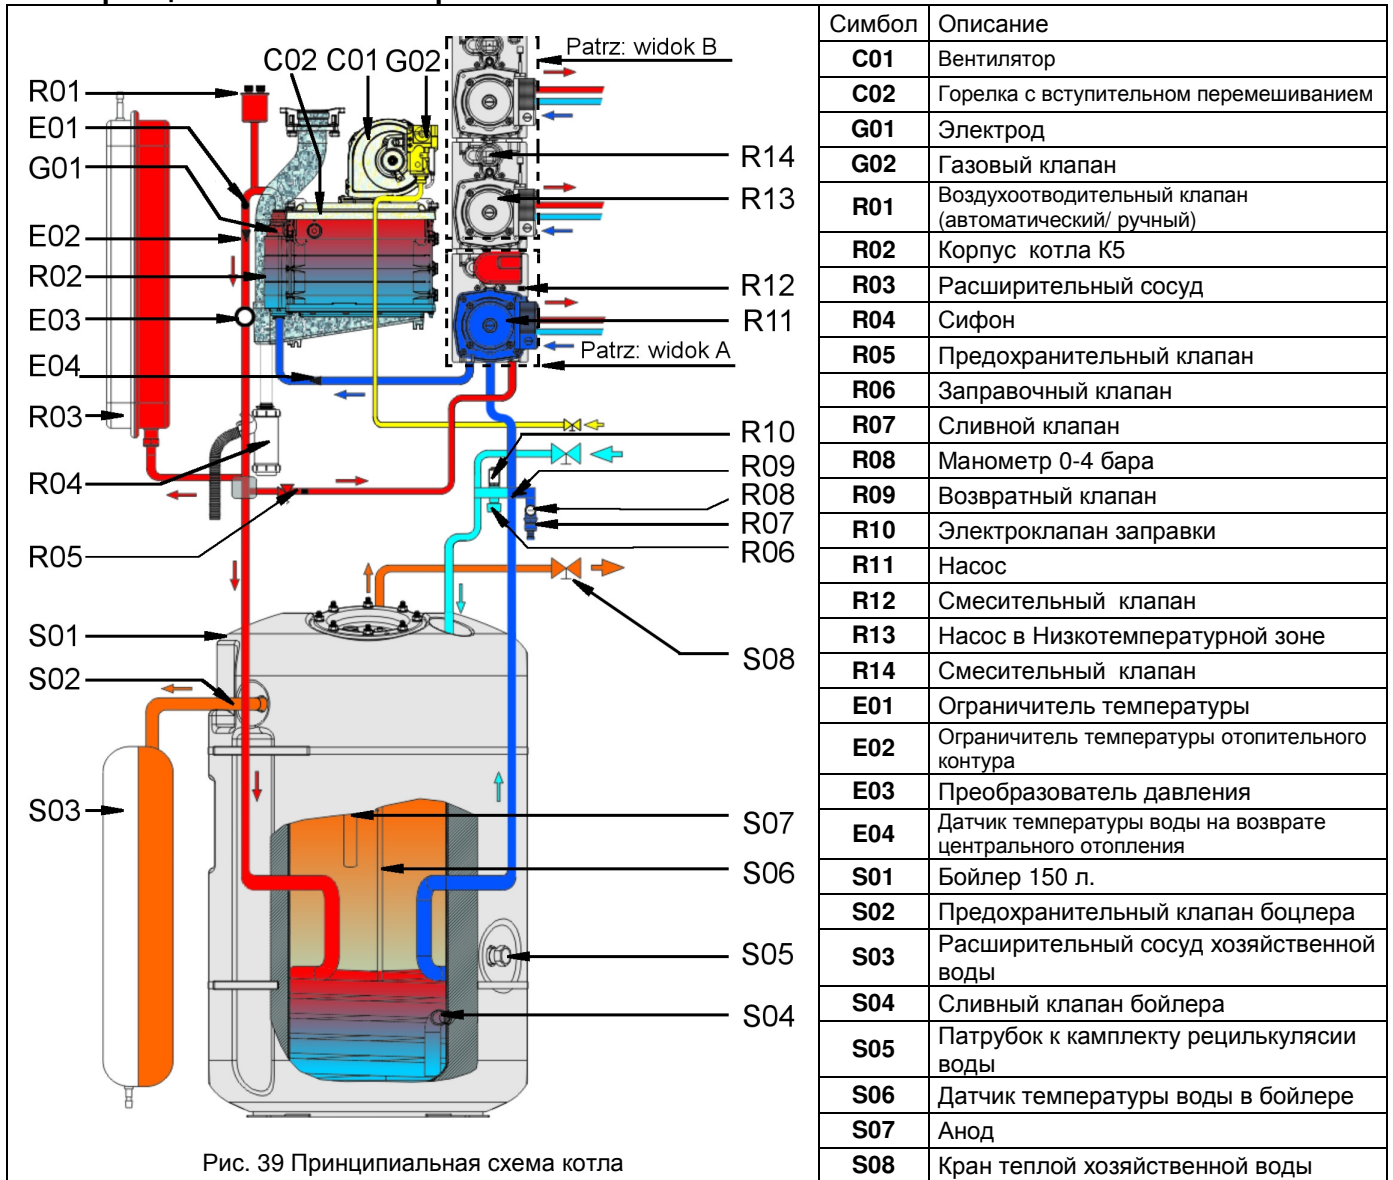 C02 C01 G02
Patrz: widok B
R01
E01
G01
E02
R02
E03
E04
R03
R04
R05
S01
S02
S03
R14
R13
R12
R11
Patrz: widok A
R10
R09
R08
R07
R06
S08
S07
S06
S05
S04
Рис. 39 Принципиальная схема котла
Симбол Описание
C01 Вентилятор
C02 Горелка с вступительном перемешиванием
G01 Электрод
G02 Газовый клапан
R01 Воздухоотводительный клапан
(автоматический/ ручный)
R02 Корпус котла К5
R03 Расширительный сосуд
R04 Сифон
R05 Предохранительный клапан
R06 Заправочный клапан
R07 Сливной клапан
R08 Манометр 0-4 бара
R09 Возвратный клапан
R10 Электроклапан заправки
R11 Насос
R12 Смесительный клапан
R13 Насос в Низкотемпературной зоне
R14 Смесительный клапан
E01 Ограничитель температуры
E02 Ограничитель температуры отопительного
контура
E03 Преобразователь давления
E04 Датчик температуры воды на возврате
центрального отопления
S01 Бойлер 150 л.
S02 Предохранительный клапан боцлера
S03 Расширительный сосуд хозяйственной
воды
S04 Сливный клапан бойлера
S05 Патрубок к камплекту рецилькулясии
воды
S06 Датчик температуры воды в бойлере
S07 Анод
S08 Кран теплой хозяйственной воды